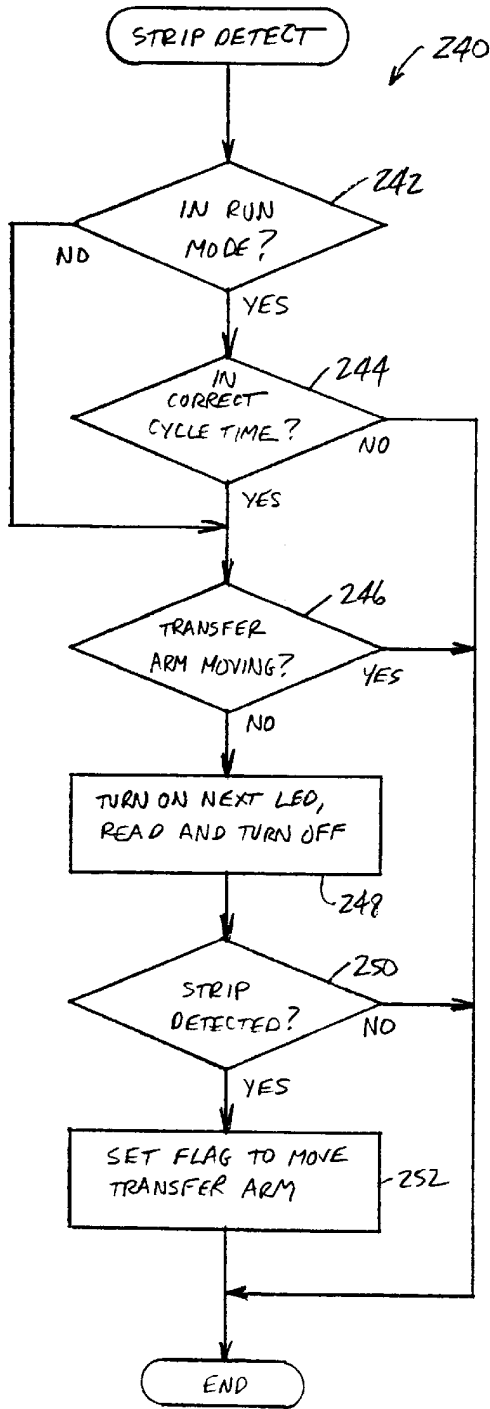 STRIP DETECT
240
242
IN RUN
MODE?
NO
YES
244
IN
CORRECT
CYCLE TIME?
NO
YES
246
TRANSFER
ARM MOVING?
YES
NO
TURN ON NEXT LED,
READ AND TURN OFF
248
250
STRIP
DETECTED?
NO
YES
SET FLAG TO MOVE
TRANSFER ARM
252
END